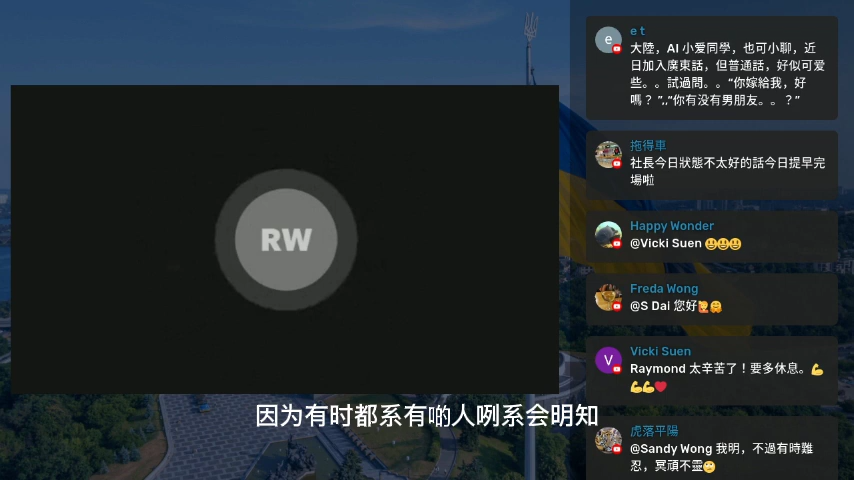 e t
大陸，AI 小爱同學，也可小聊，近
日加入廣東話，但普通話，好似可爱
些。。試過問。。“你嫁給我，好
嗎？ ”,.“你有没有男朋友。。？”
拖得車
社長今日狀態不太好的話今日提早完
場啦
Happy Wonder
@Vicki Suen 😃😃😃
Freda Wong
@S Dai 您好🙋🤗
RW
V
Vicki Suen
Raymond 太辛苦了！要多休息。💪
💪💪❤️
因为有时都系有啲人咧系会明知
虎落平陽
@Sandy Wong 我明，不過有時難
忍，冥頑不靈🙄